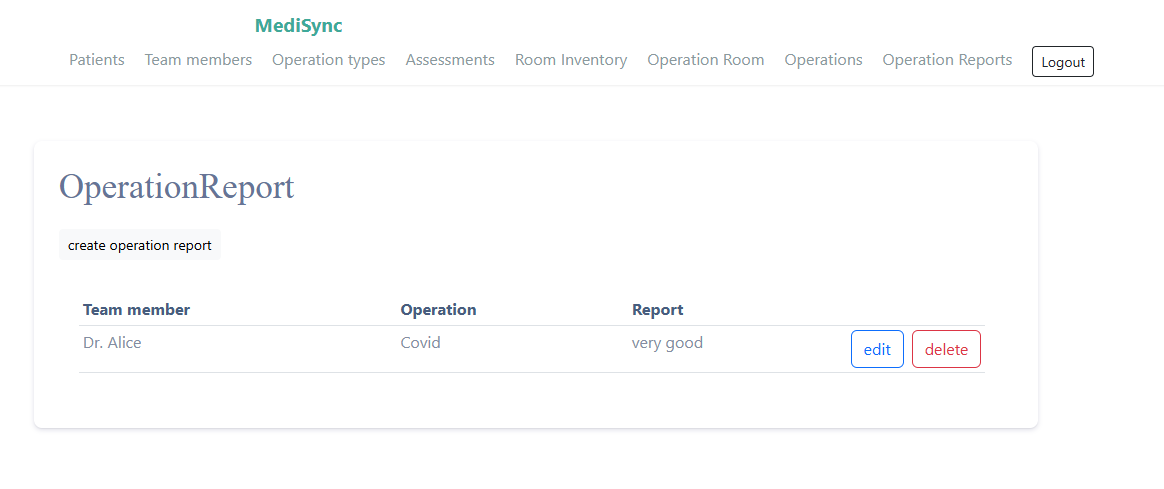 MediSync
Patients Team members Operation types Assessments Room Inventory Operation Room Operations Operation Reports Logout
OperationReport
create operation report
Team member Operation Report
Dr. Alice Covid very good edit delete